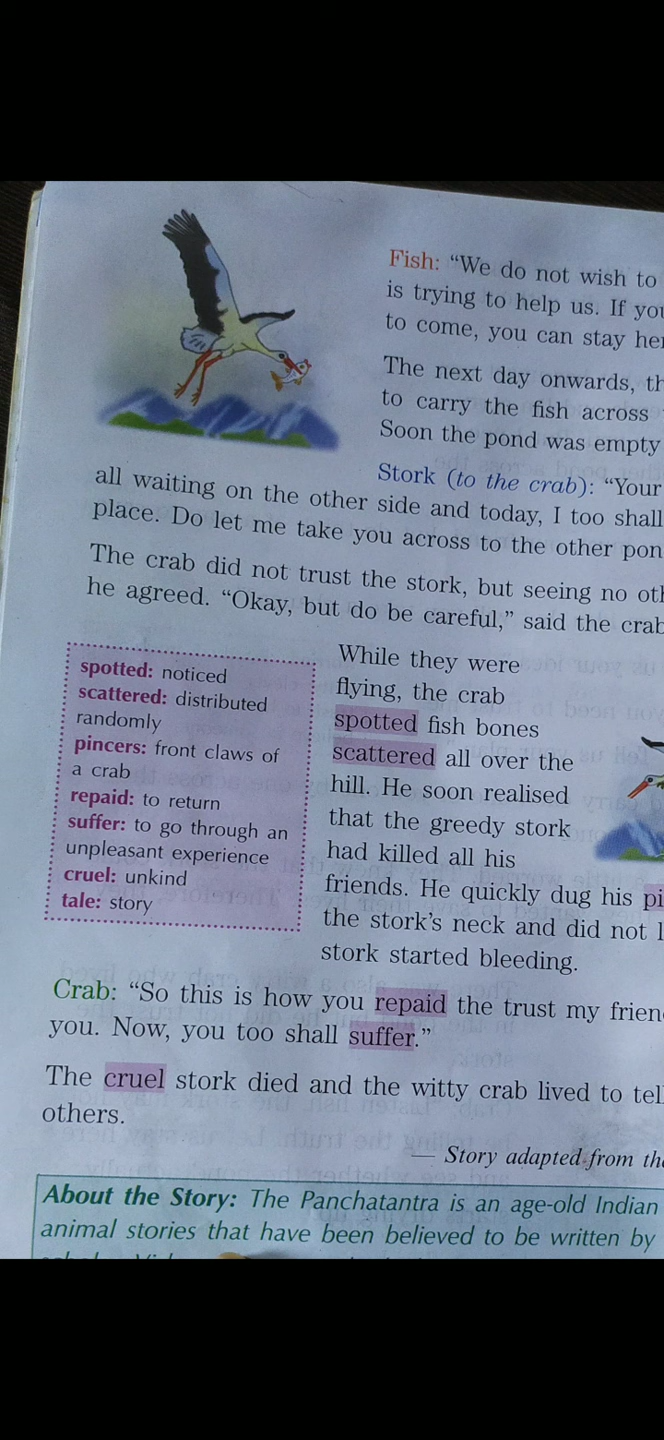 Fish: “We do not wish to
is trying to help us. If you
to come, you can stay
The next day onwards,
to carry the fish across
Soon the pond was empty
Stork (to the crab): “Your
all waiting on the other side and today, I too shall
place. Do let me take you across to the other
The crab did not trust the stork, but seeing no
he agreed. “Okay, but do be careful,” said the crab
While they were
flying, the crab
spotted fish bones
scattered all over the
hill. He soon realised
that the greedy stork
had killed all his
friends. He quickly dug his
the stork’s neck and did not
stork started bleeding.
spotted: noticed
scattered: distributed
randomly
pincers: front claws of
a crab
repaid: to return
suffer: to go through an
unpleasant experience
cruel: unkind
tale: story
Crab: “So this is how you repaid the trust my
you. Now, you too shall suffer.”
The cruel stork died and the witty crab lived to
others.
— Story adapted from
About the Story: The Panchatantra is an age-old Indian
animal stories that have been believed to be written by